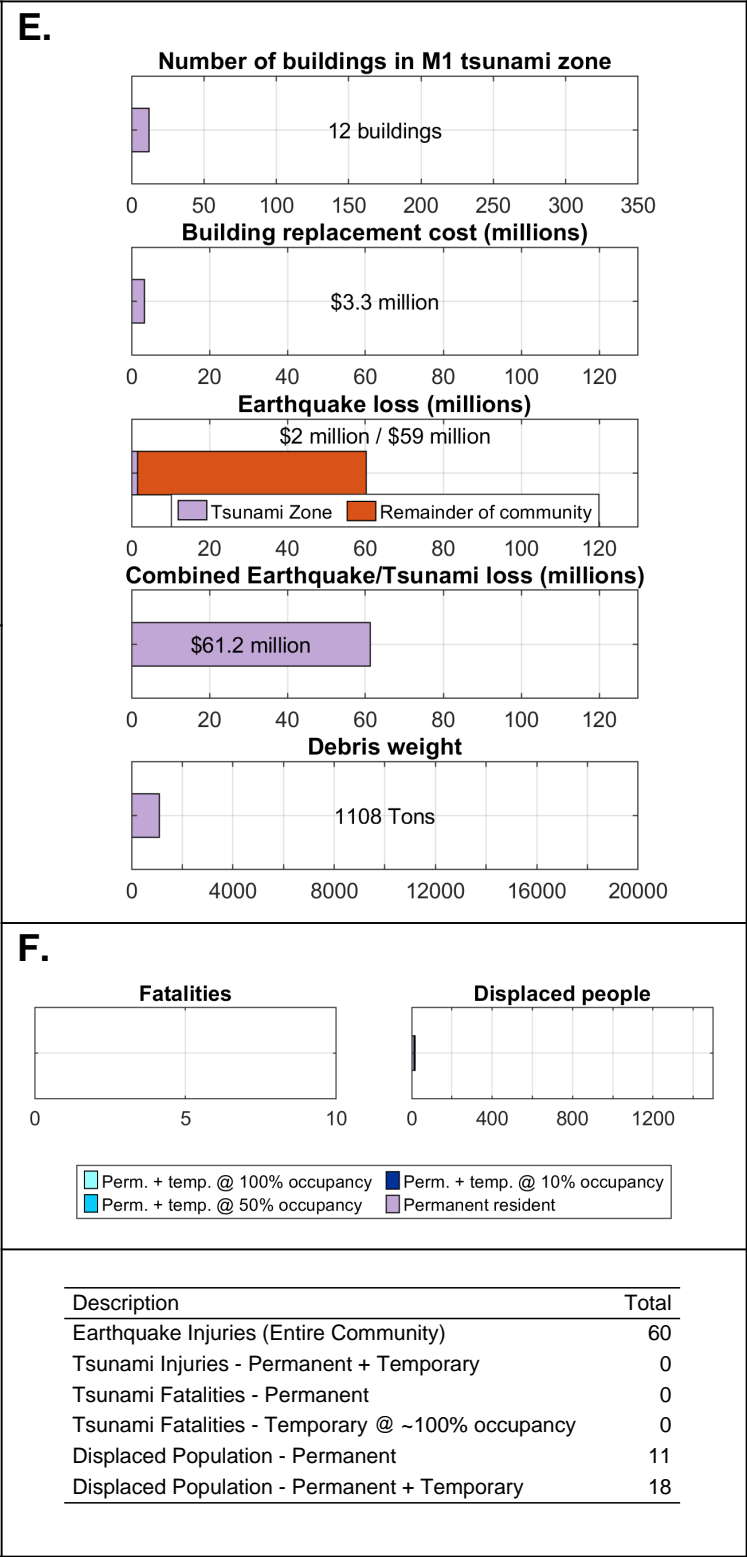 E.
Number of buildings in M1 tsunami zone
12 buildings
0 50 100 150 200 250 300 350
Building replacement cost (millions)
$3.3 million
0 20 40 60 80 100 120
Earthquake loss (millions)
$2 million / $59 million
Tsunami Zone Remainder of community
0 20 40 60 80 100 120
Combined Earthquake/Tsunami loss (millions)
$61.2 million
0 20 40 60 80 100 120
Debris weight
1108 Tons
0 4000 8000 12000 16000 20000
F.
Fatalities Displaced people
0 5 10 0 400 800 1200
Perm. + temp. @ 100% occupancy Perm. + temp. @ 10% occupancy
Perm. + temp. @ 50% occupancy Permanent resident
Description Total
Earthquake Injuries (Entire Community) 60
Tsunami Injuries - Permanent + Temporary 0
Tsunami Fatalities - Permanent 0
Tsunami Fatalities - Temporary @ ~100% occupancy 0
Displaced Population - Permanent 11
Displaced Population - Permanent + Temporary 18